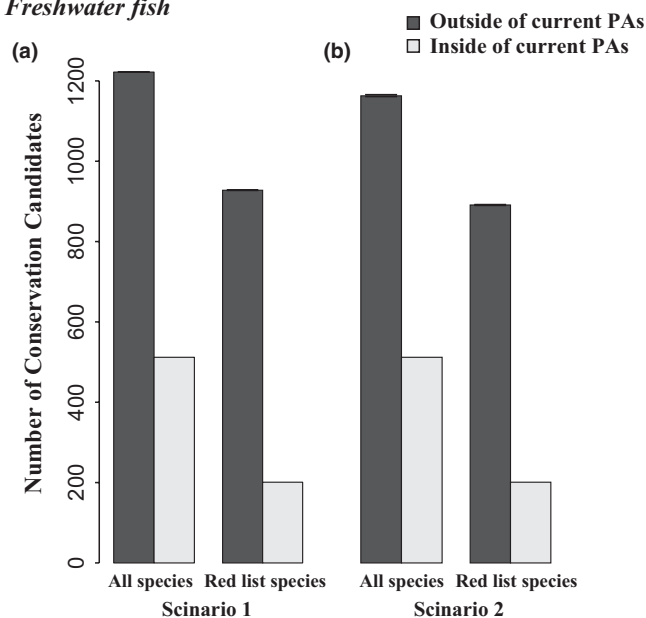 Freshwater fish
Outside of current PAs
Inside of current PAs
(a)
(b)
Number of Conservation Candidates
1200
1000
800
600
400
200
0
All species Red list species All species Red list species
Scinario 1 Scinario 2